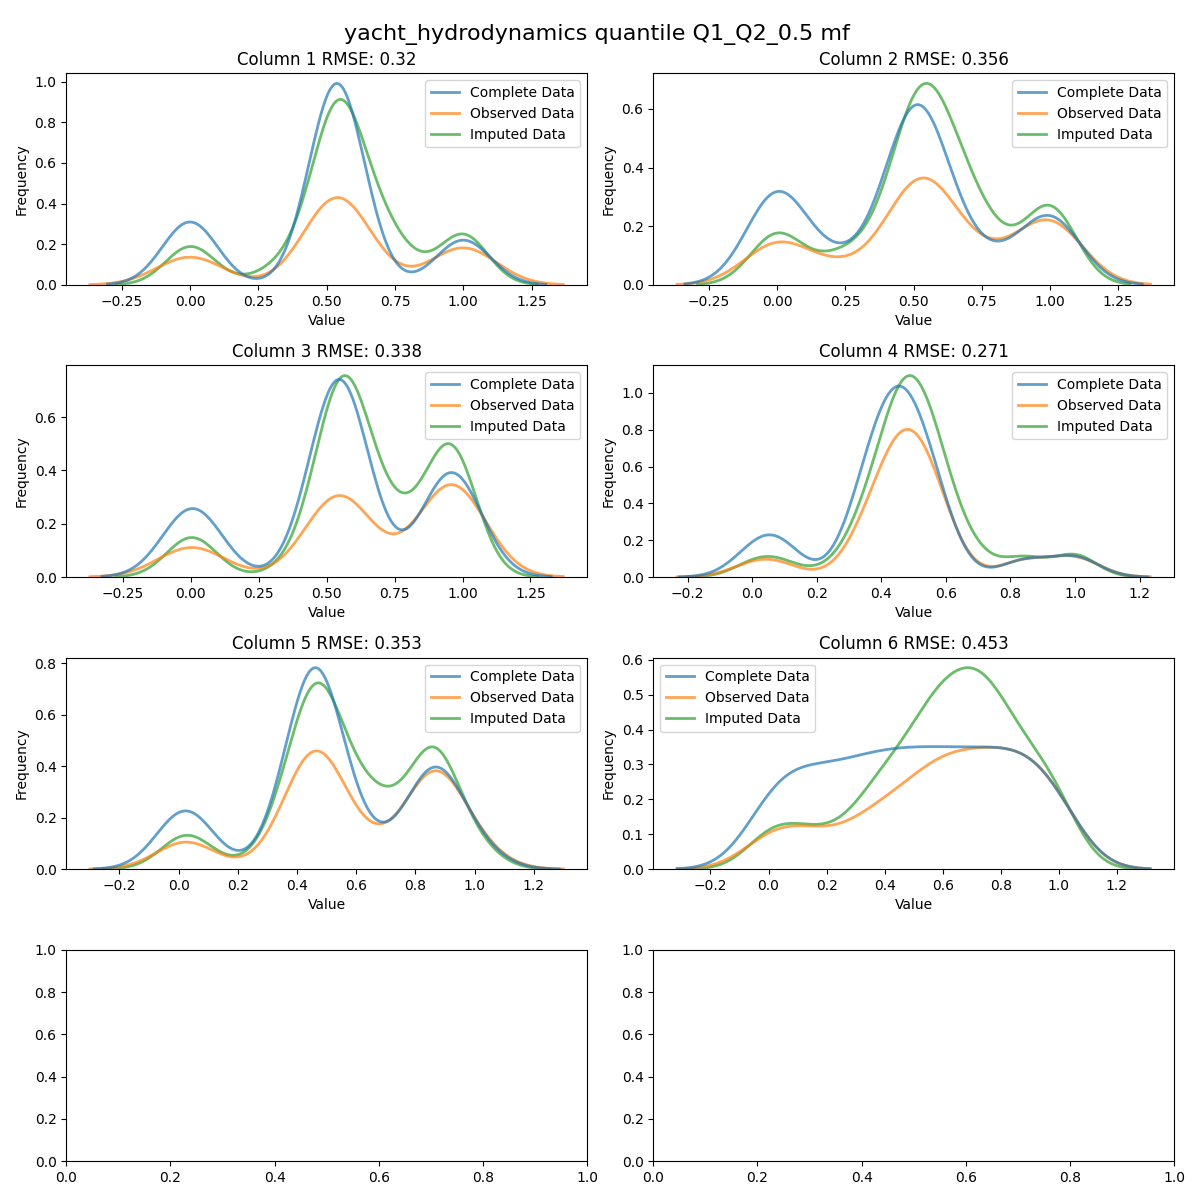 yacht_hydrodynamics quantile Q1_Q2_0.5 mf
Column 1 RMSE: 0.32
Complete Data
Observed Data
Imputed Data
Frequency
0.0
0.2
0.4
0.6
0.8
1.0
−0.25
0.00
0.25
0.50
0.75
1.00
1.25
Value
Column 2 RMSE: 0.356
Complete Data
Observed Data
Imputed Data
Frequency
0.0
0.2
0.4
0.6
−0.25
0.00
0.25
0.50
0.75
1.00
1.25
Value
Column 3 RMSE: 0.338
Complete Data
Observed Data
Imputed Data
Frequency
0.0
0.2
0.4
0.6
−0.25
0.00
0.25
0.50
0.75
1.00
1.25
Value
Column 4 RMSE: 0.271
Complete Data
Observed Data
Imputed Data
Frequency
0.0
0.2
0.4
0.6
0.8
1.0
−0.2
0.0
0.2
0.4
0.6
0.8
1.0
1.2
Value
Column 5 RMSE: 0.353
Complete Data
Observed Data
Imputed Data
Frequency
0.0
0.2
0.4
0.6
0.8
−0.2
0.0
0.2
0.4
0.6
0.8
1.0
1.2
Value
Column 6 RMSE: 0.453
Complete Data
Observed Data
Imputed Data
Frequency
0.0
0.1
0.2
0.3
0.4
0.5
0.6
−0.2
0.0
0.2
0.4
0.6
0.8
1.0
1.2
Value
0.0
0.2
0.4
0.6
0.8
1.0
0.0
0.2
0.4
0.6
0.8
1.0
0.0
0.2
0.4
0.6
0.8
1.0
0.0
0.2
0.4
0.6
0.8
1.0